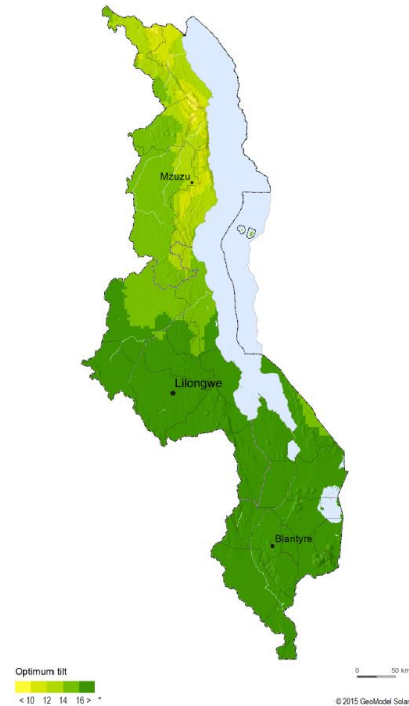 Mzuzu
Lilongwe
Blantyre
Optimum tilt
< 10 12 14 16 > °
0 50 km
© 2015 GeoModel Solar